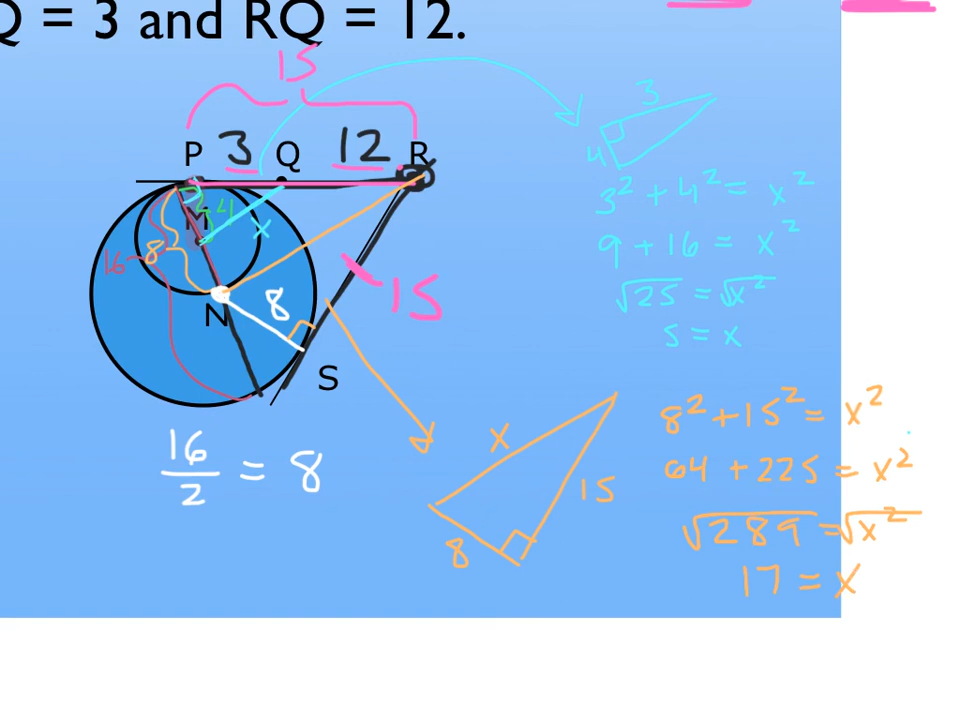 Q = 3 and RQ = 12.
15
P 3 Q 12 R
3
4
M 4 x
16 8
N 8
15
S
3² + 4² = x²
9 + 16 = x²
√25 = √x²
5 = x
16/2 = 8
x
15
8
8² + 15² = x²
64 + 225 = x²
√289 = √x²
17 = x